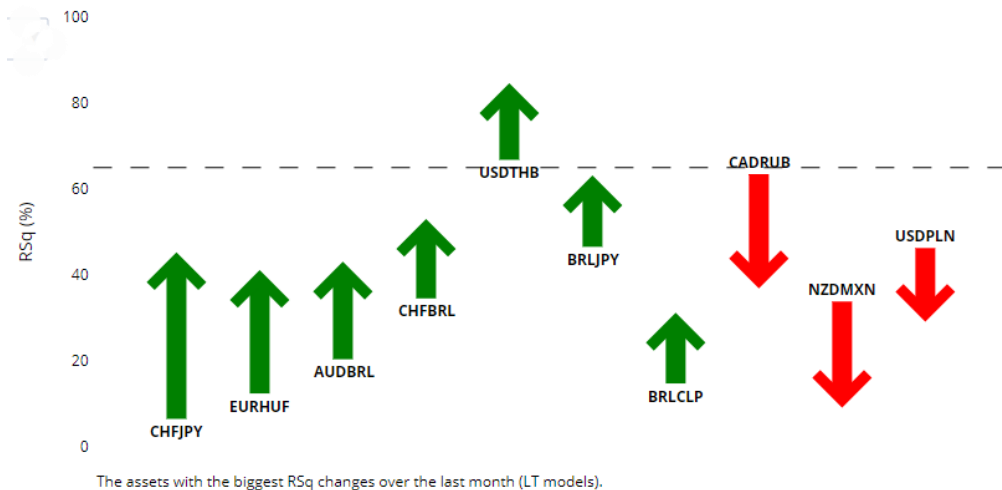 100
80
60
40
20
0
RSq (%)
CHFJPY
EURHUF
AUDBRL
CHFBRL
USDTHB
BRLJPY
BRLCLP
CADRUB
NZDMXN
USDPLN
The assets with the biggest RSq changes over the last month (LT models).